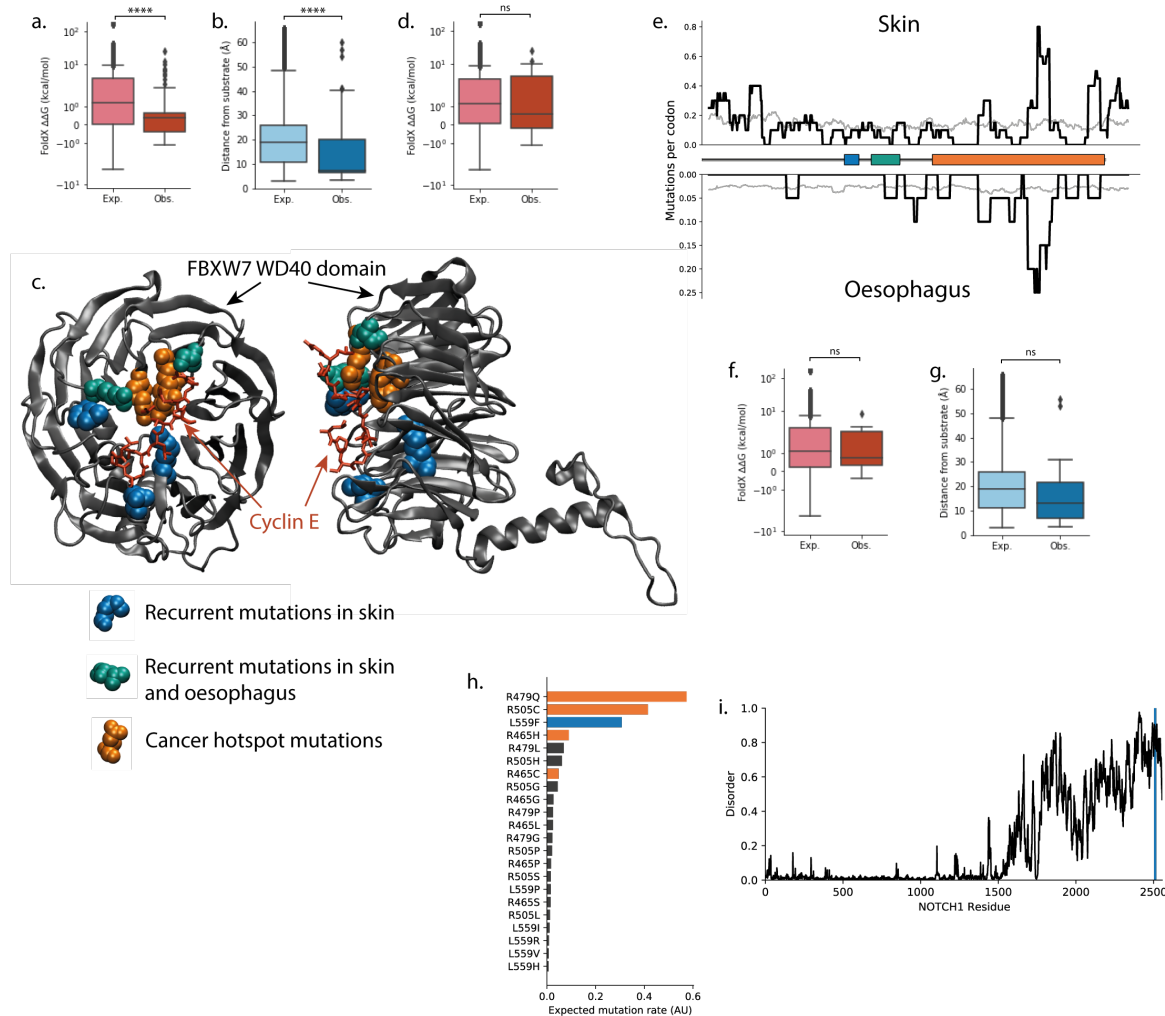 a.
****
FoldX ΔΔG (kcal/mol)
10²
10¹
10⁰
0
−10⁰
−10¹
Exp.
Obs.
b.
****
Distance from substrate (Å)
60
50
40
30
20
10
0
Exp.
Obs.
d.
ns
FoldX ΔΔG (kcal/mol)
10²
10¹
10⁰
0
−10⁰
−10¹
Exp.
Obs.
e.
Skin
Mutations per codon
0.8
0.6
0.4
0.2
0.0
0.00
0.05
0.10
0.15
0.20
0.25
Oesophagus
c.
FBXW7 WD40 domain
Cyclin E
Recurrent mutations in skin
Recurrent mutations in skin
and oesophagus
Cancer hotspot mutations
f.
ns
FoldX ΔΔG (kcal/mol)
10²
10¹
10⁰
0
−10⁰
−10¹
Exp.
Obs.
g.
ns
Distance from substrate (Å)
60
50
40
30
20
10
0
Exp.
Obs.
h.
R479Q
R505C
L559F
R465H
R479L
R505H
R465C
R505G
R465G
R479P
R465L
R479G
R505P
R465P
R505S
L559P
R465S
R505L
L559I
L559R
L559V
L559H
0.0
0.2
0.4
0.6
Expected mutation rate (AU)
i.
Disorder
1.0
0.8
0.6
0.4
0.2
0.0
0
500
1000
1500
2000
2500
NOTCH1 Residue